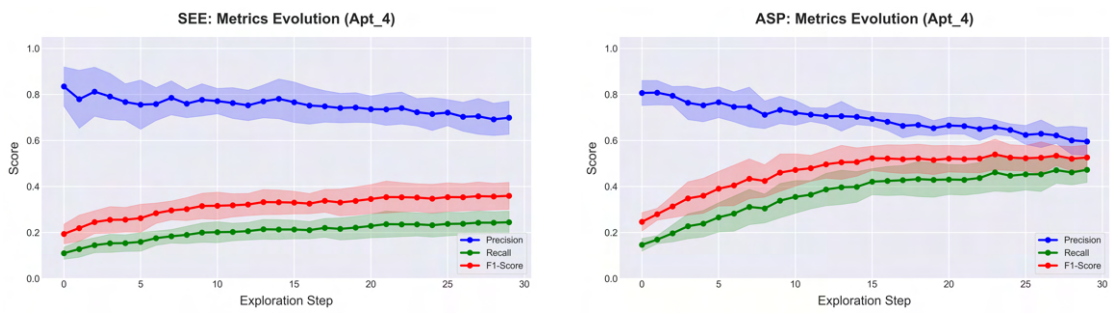 SEE: Metrics Evolution (Apt_4)
1.0
0.8
0.6
0.4
0.2
0.0
Score
0 5 10 15 20 25 30
Exploration Step
Precision
Recall
F1-Score
ASP: Metrics Evolution (Apt_4)
1.0
0.8
0.6
0.4
0.2
0.0
Score
0 5 10 15 20 25 30
Exploration Step
Precision
Recall
F1-Score